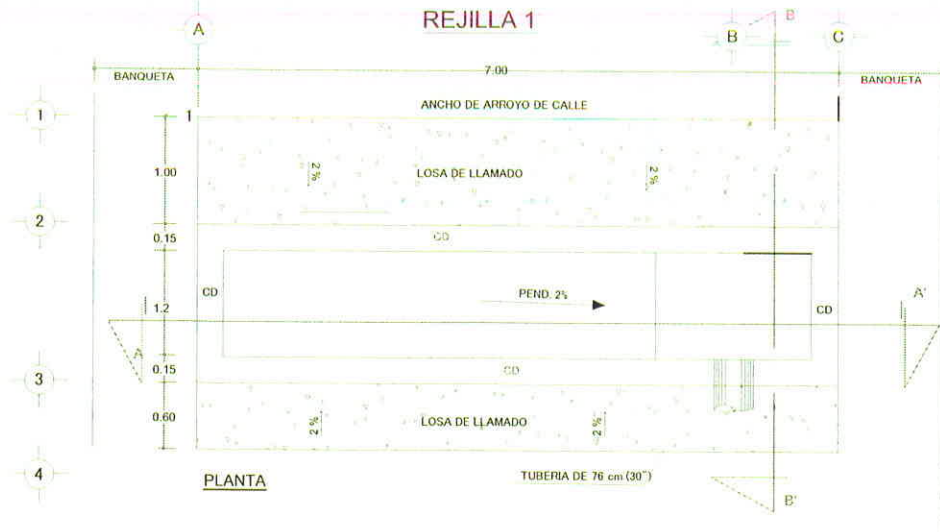 REJILLA 1
A
B
B
C
BANQUETA
7.00
BANQUETA
ANCHO DE ARROYO DE CALLE
1
1
1.00
2%
LOSA DE LLAMADO
2%
2
0.15
CD
CD
1.2
PEND. 2%
CD
A'
0.15
CD
3
0.60
2%
LOSA DE LLAMADO
2%
4
PLANTA
TUBERIA DE 76 cm (30")
B'